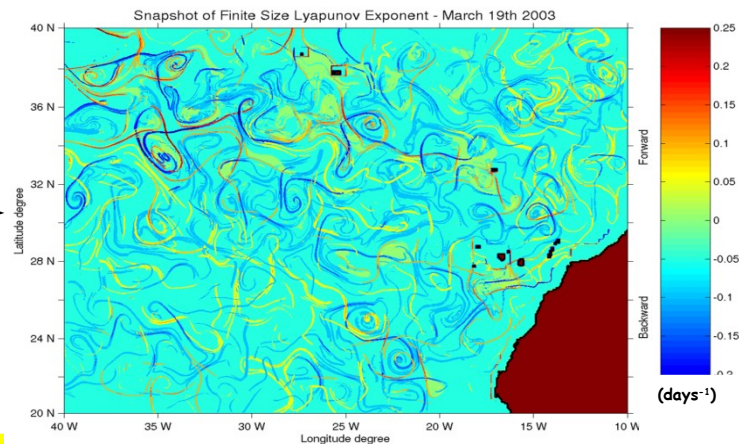 Snapshot of Finite Size Lyapunov Exponent - March 19th 2003
40 N
36 N
32 N
28 N
24 N
20 N
Latitude degree
40 W
35 W
30 W
25 W
20 W
15 W
10 W
Longitude degree
Forward
Backward
0.25
0.2
0.15
0.1
0.05
0
-0.05
-0.1
-0.15
(days⁻¹)